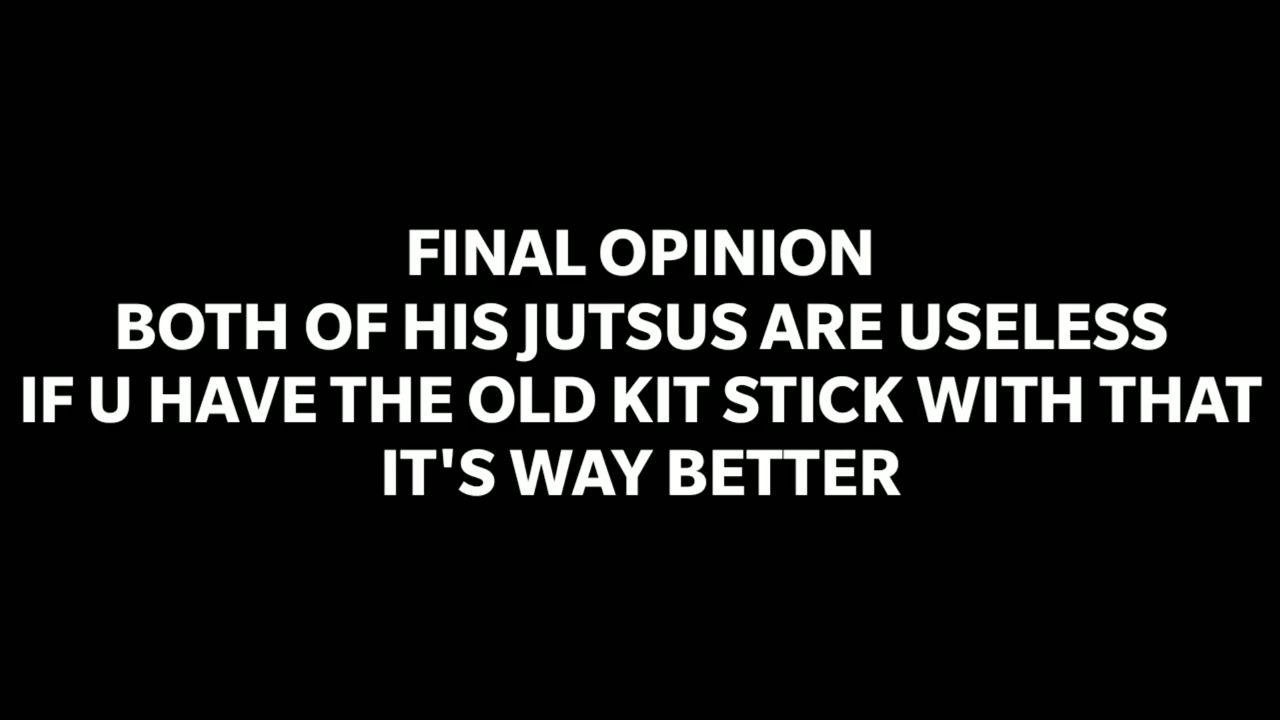 FINAL OPINION
BOTH OF HIS JUTSUS ARE USELESS
IF U HAVE THE OLD KIT STICK WITH THAT
IT'S WAY BETTER